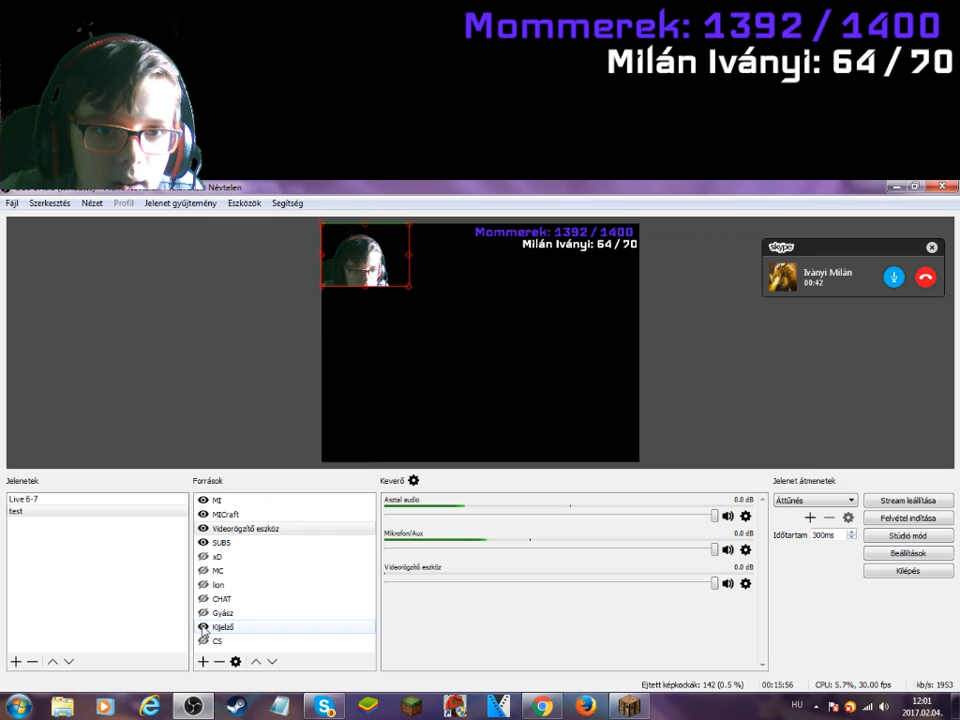 Mommerek: 1392 / 1400
Milán Iványi: 64 / 70
Névtelen
Fájl Szerkesztés Nézet Profil Jelenet gyűjtemény Eszközök Segítség
Mommerek: 1392 / 1400
Milán Iványi: 64 / 70
skype
Iványi Milán
00:42
Jelenetek
Live 6-7
test
Források
MI
MICraft
Videorögzítő eszköz
SUBS
xD
MC
lion
CHAT
Gyász
Kijelző
CS
Keverő
Asztal audio 0.0 dB
Mikrofon/Aux 0.0 dB
Videorögzítő eszköz 0.0 dB
Jelenet átmenetek
Áttűnés
Időtartam 300ms
Stream leállítása
Felvétel indítása
Stúdió mód
Beállítások
Kilépés
Ejtett képkockák: 142 (0.5 %) 00:15:56 CPU: 5.7%, 30.00 fps kb/s: 1953
HU
12:01
2017.02.04.